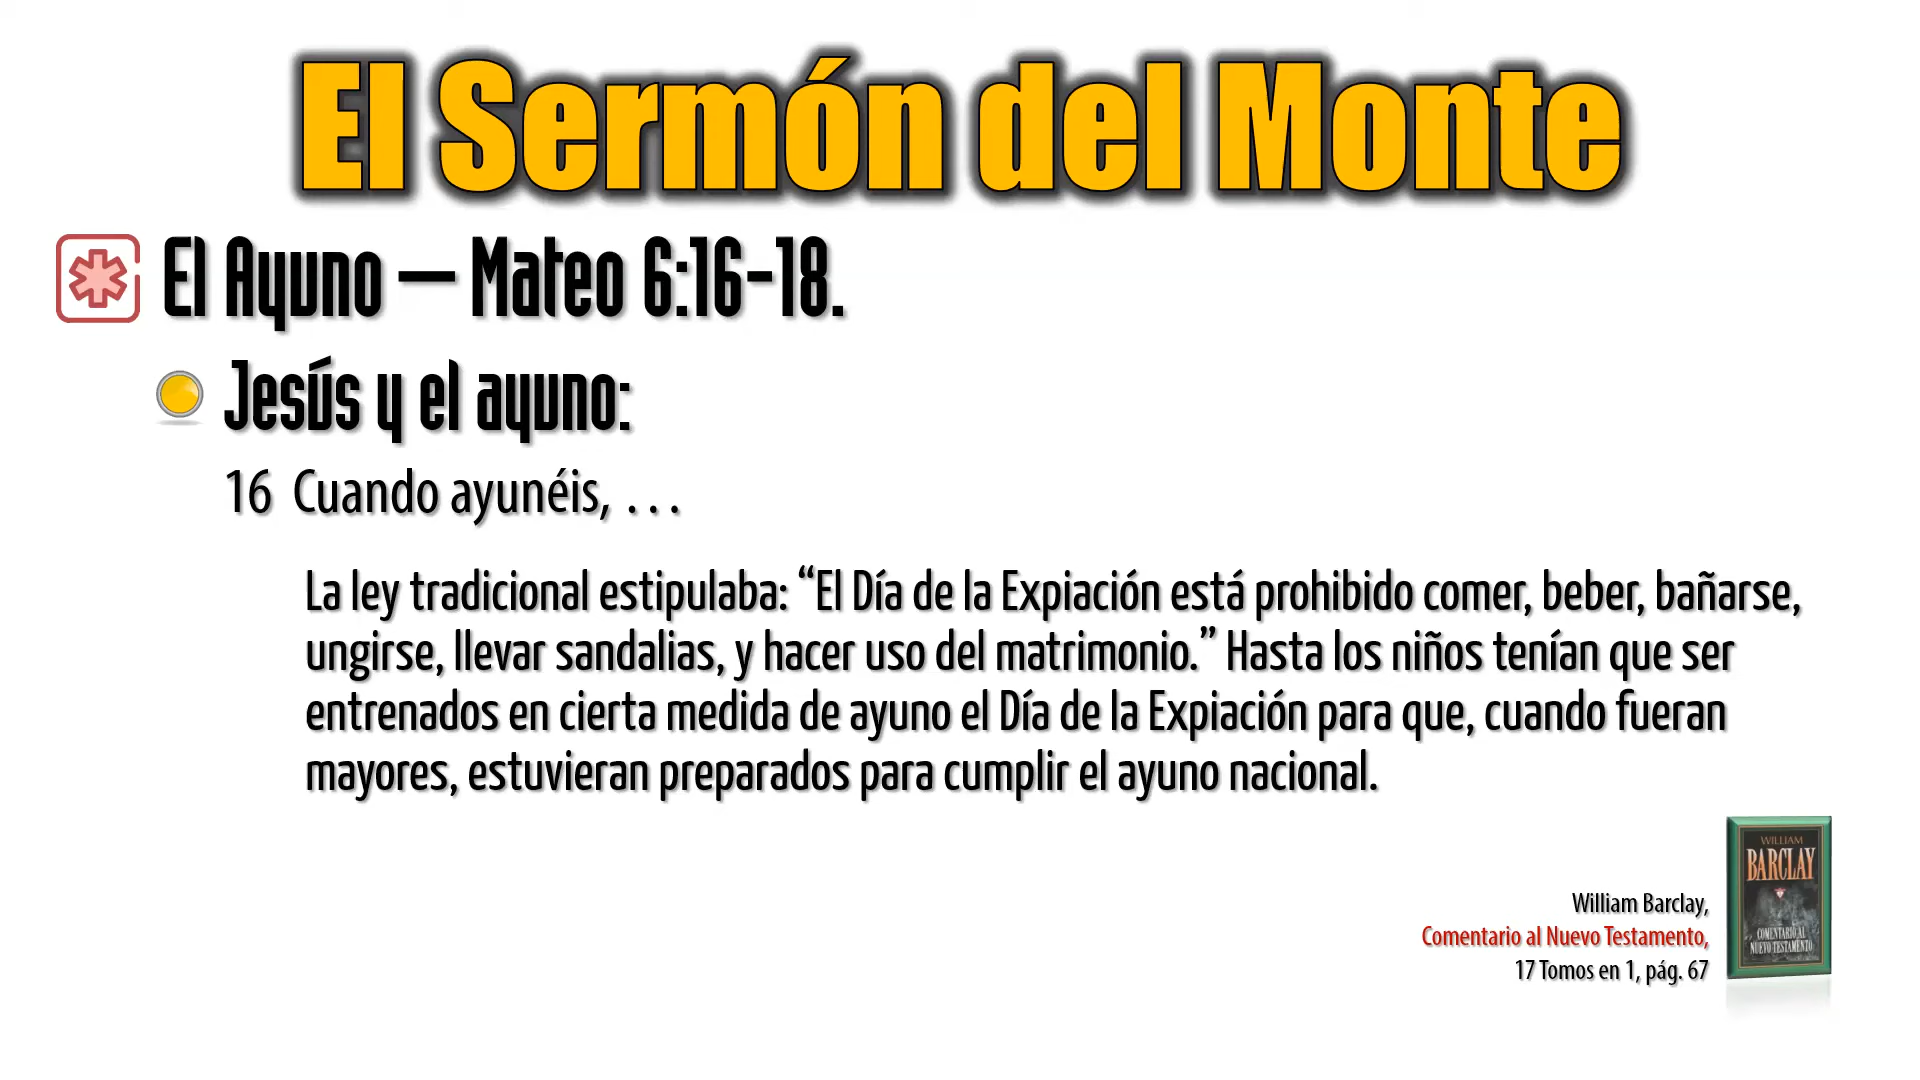 El Sermón del Monte
El Ayuno — Mateo 6:16-18.
Jesús y el ayuno:
16 Cuando ayunéis, . . .
La ley tradicional estipulaba: “El Día de la Expiación está prohibido comer, beber, bañarse,
ungirse, llevar sandalias, y hacer uso del matrimonio.” Hasta los niños tenían que ser
entrenados en cierta medida de ayuno el Día de la Expiación para que, cuando fueran
mayores, estuvieran preparados para cumplir el ayuno nacional.
William Barclay,
Comentario al Nuevo Testamento,
17 Tomos en 1, pág. 67
WILLIAM
BARCLAY
COMENTARIO AL
NUEVO TESTAMENTO